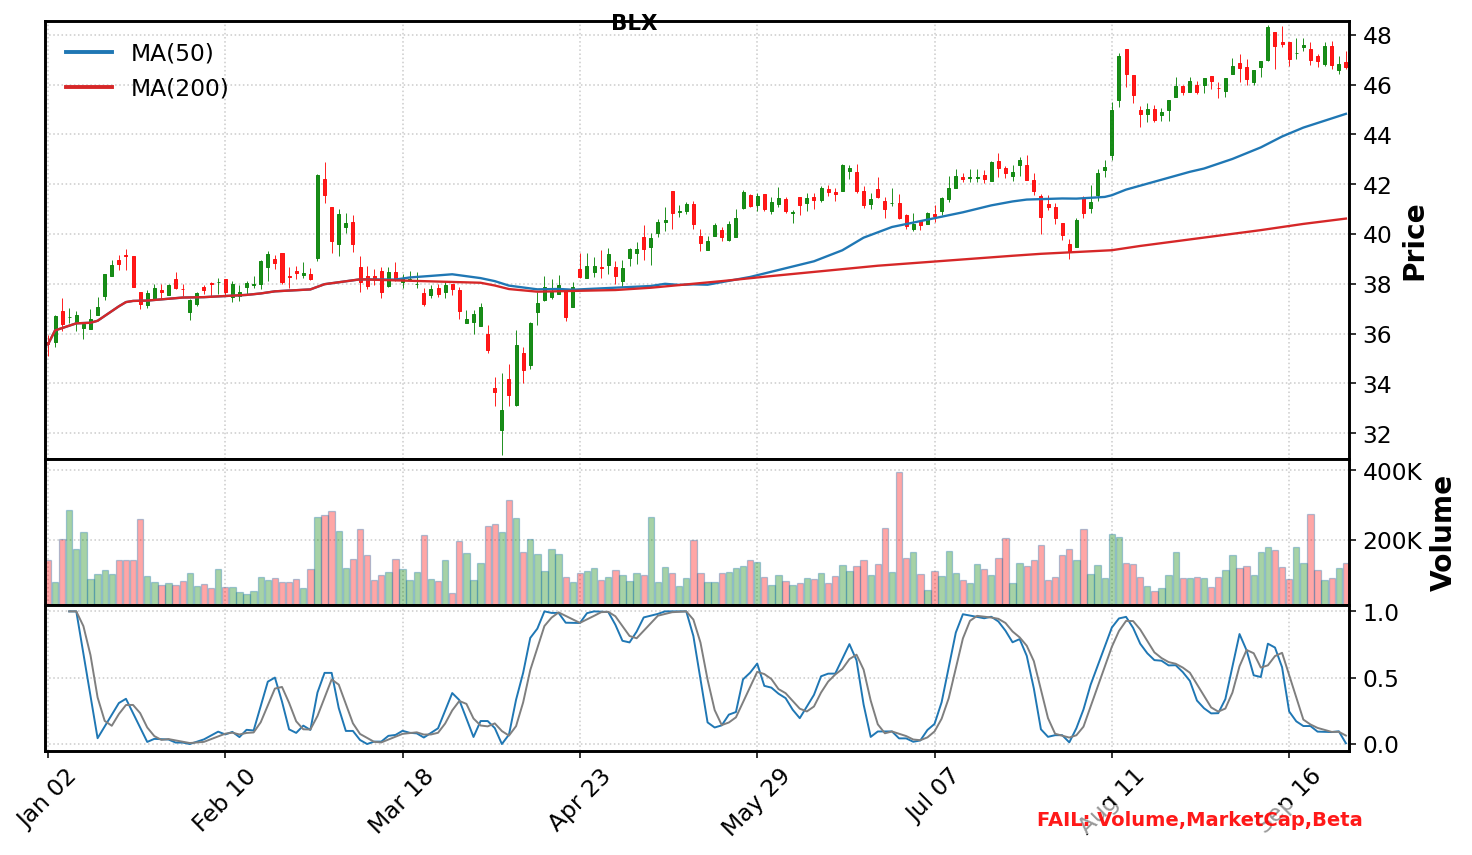 BLX
MA(50)
MA(200)
48
46
44
42
40
38
36
34
32
Price
400K
200K
Volume
1.0
0.5
0.0
Jan 02
Feb 10
Mar 18
Apr 23
May 29
Jul 07
Aug 11
Sep 16
FAIL: Volume,MarketCap,Beta